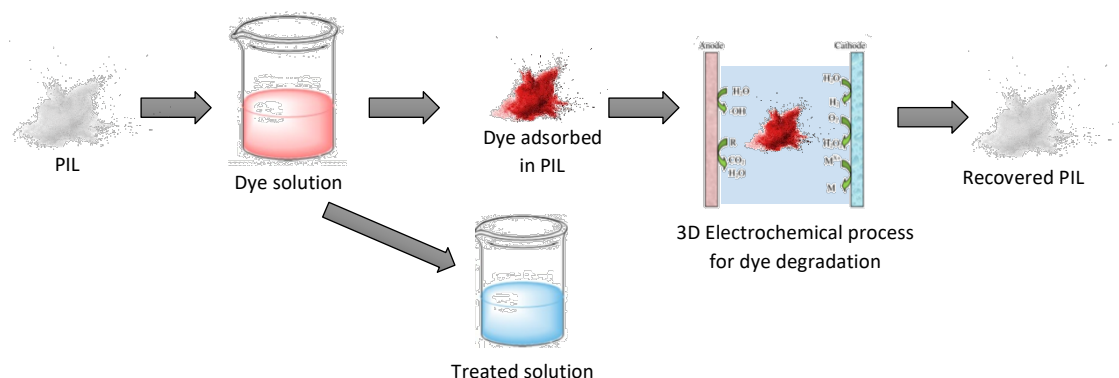 PIL
Dye solution
Dye adsorbed
in PIL
Anode
Cathode
H₂O
OH
R
CO₂
H₂O
H₂O
H₂
O₂
H₂O₂
M
3D Electrochemical process
for dye degradation
Recovered PIL
Treated solution